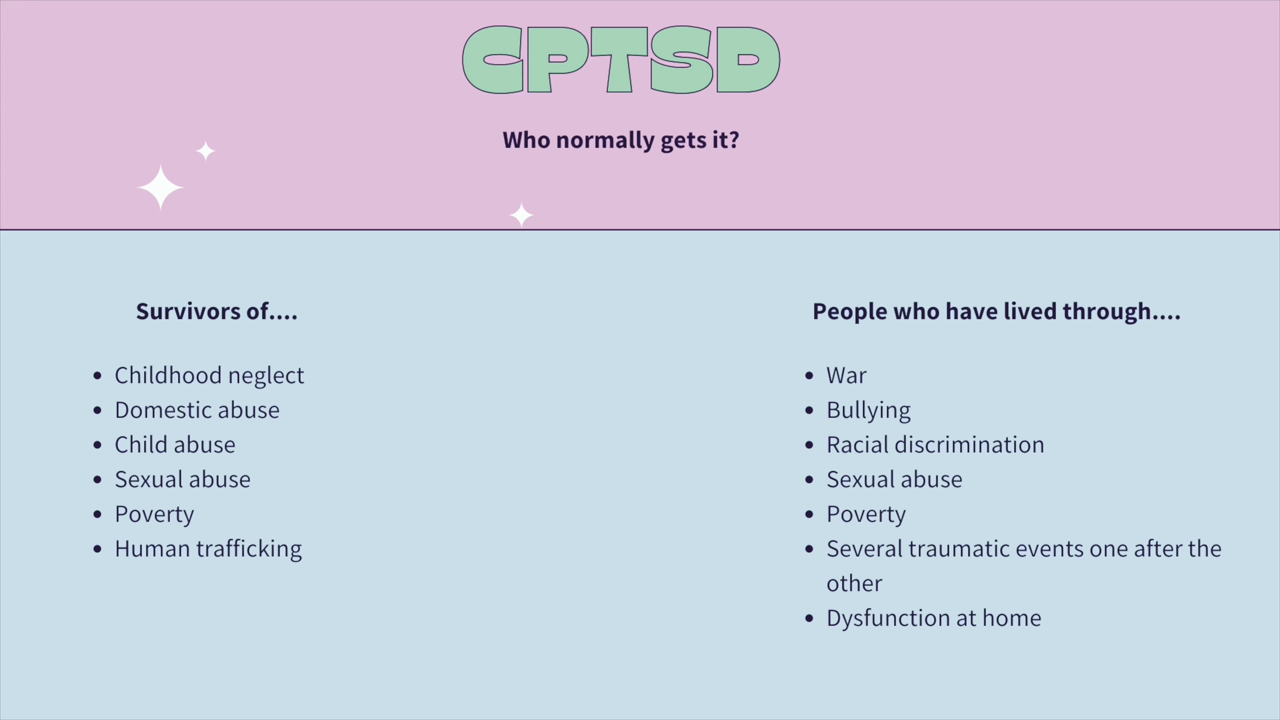 CPTSD
Who normally gets it?
Survivors of....
• Childhood neglect
• Domestic abuse
• Child abuse
• Sexual abuse
• Poverty
• Human trafficking
People who have lived through....
• War
• Bullying
• Racial discrimination
• Sexual abuse
• Poverty
• Several traumatic events one after the
other
• Dysfunction at home